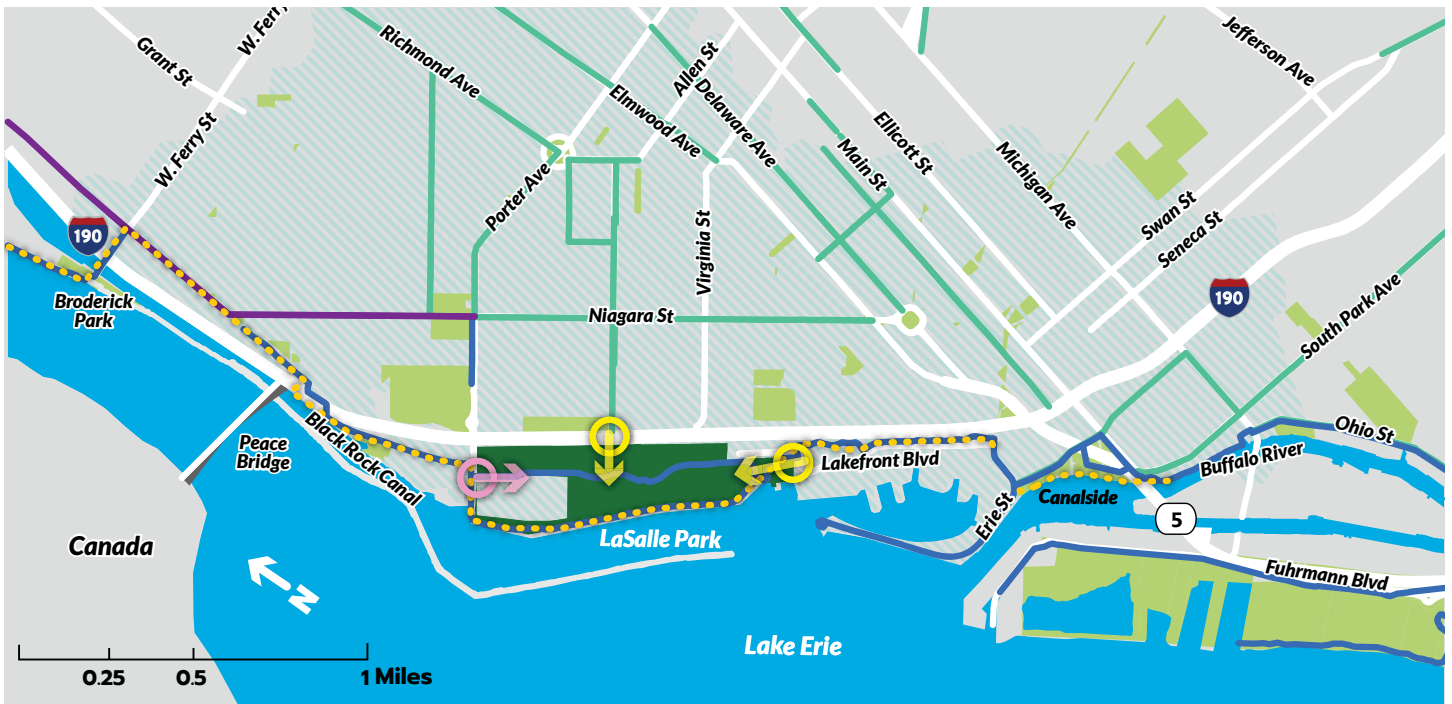 Grant St
W. Ferry
Richmond Ave
Allen St
Jefferson Ave
Elmwood Ave
Delaware Ave
Ellicott St
Main St
Michigan Ave
W. Ferry St
Porter Ave
Virginia St
Swan St
Seneca St
190
190
Broderick
Park
Niagara St
South Park Ave
Peace
Bridge
Black Rock Canal
Lakefront Blvd
Ohio St
Buffalo River
Erie St
Canalside
5
LaSalle Park
Canada
N
Fuhrmann Blvd
Lake Erie
0.25
0.5
1 Miles